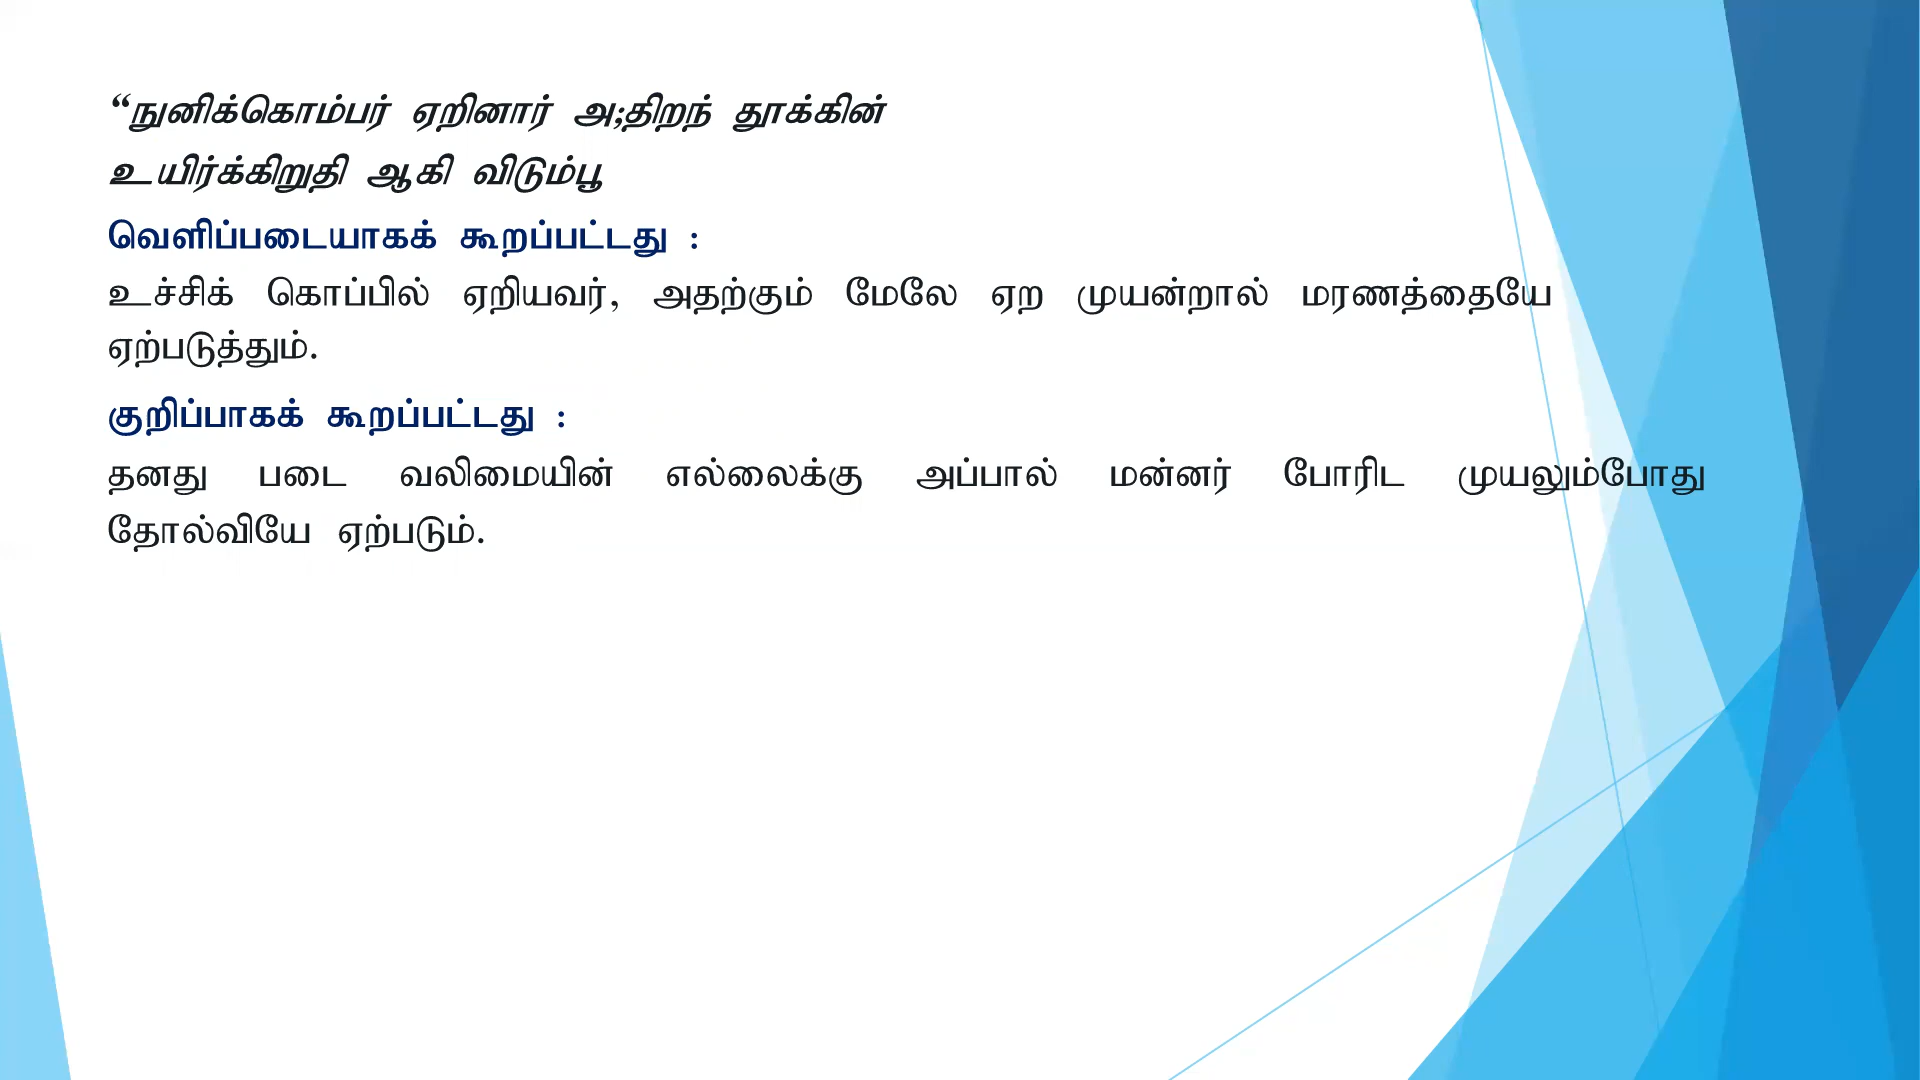 “நுனிக்கொம்பர் ஏறினார் அ;திறந் தூக்கின்
உயிர்க்கிறுதி ஆகி விடும்பூ
வெளிப்படையாகக் கூறப்பட்டது :
உச்சிக் கொப்பில் ஏறியவர், அதற்கும் மேலே ஏற முயன்றால் மரணத்தையே
ஏற்படுத்தும்.
குறிப்பாகக் கூறப்பட்டது :
தனது படை வலிமையின் எல்லைக்கு அப்பால் மன்னர் போரிட முயலும்போது
தோல்வியே ஏற்படும்.